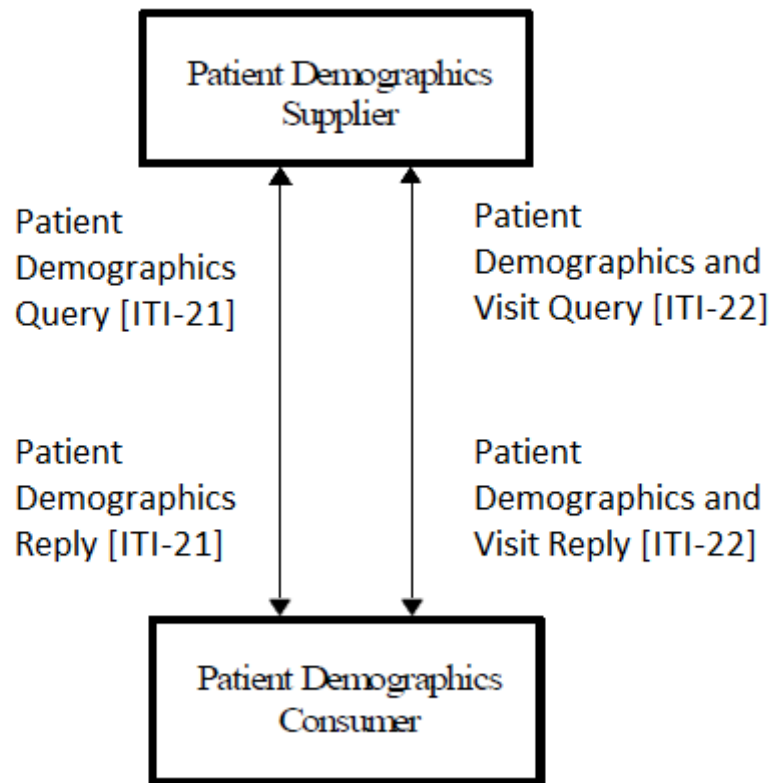 Patient Demographics
Supplier
Patient
Demographics
Query [ITI-21]
Patient
Demographics and
Visit Query [ITI-22]
Patient
Demographics
Reply [ITI-21]
Patient
Demographics and
Visit Reply [ITI-22]
Patient Demographics
Consumer